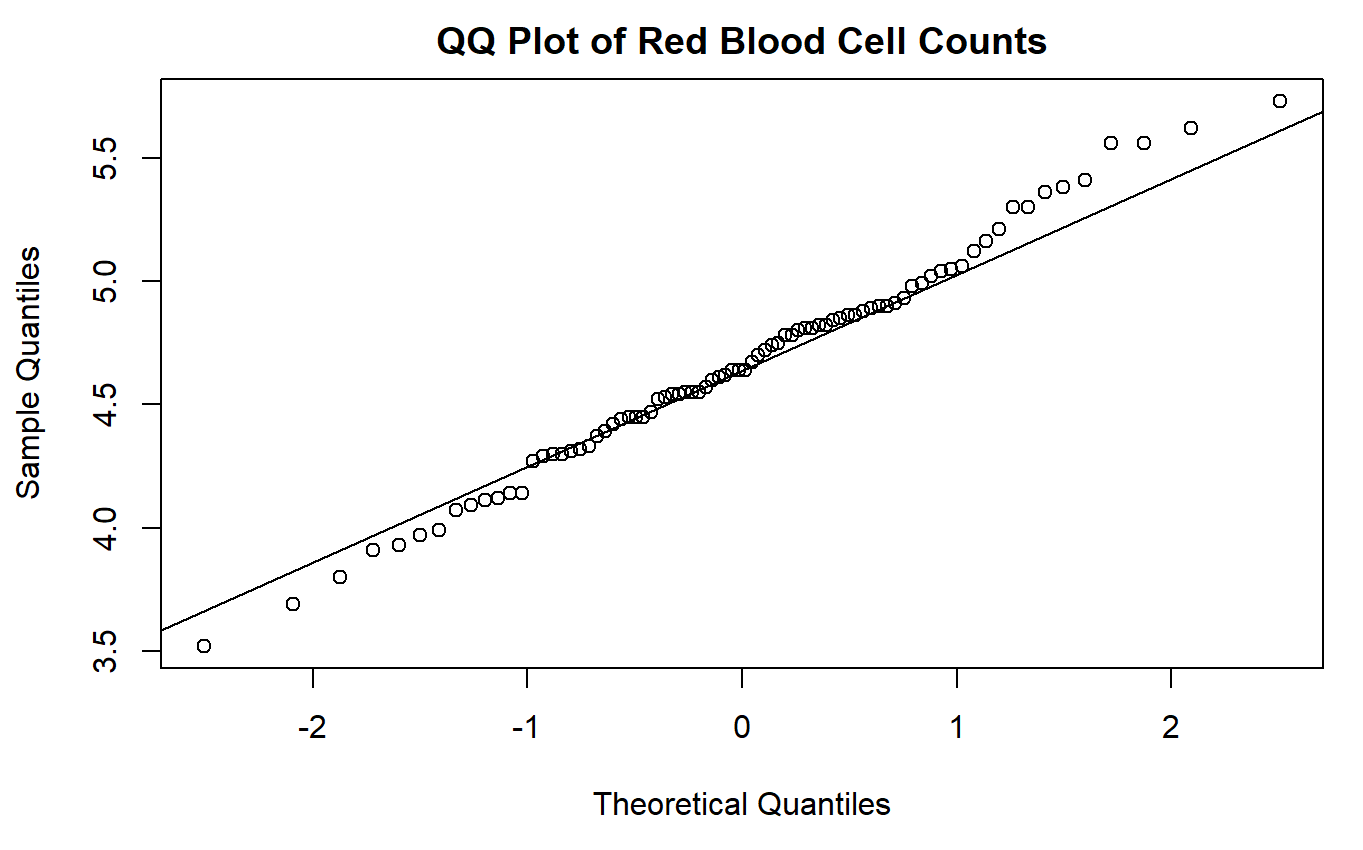 QQ Plot of Red Blood Cell Counts
Sample Quantiles
5.5
5.0
4.5
4.0
3.5
-2 -1 0 1 2
Theoretical Quantiles